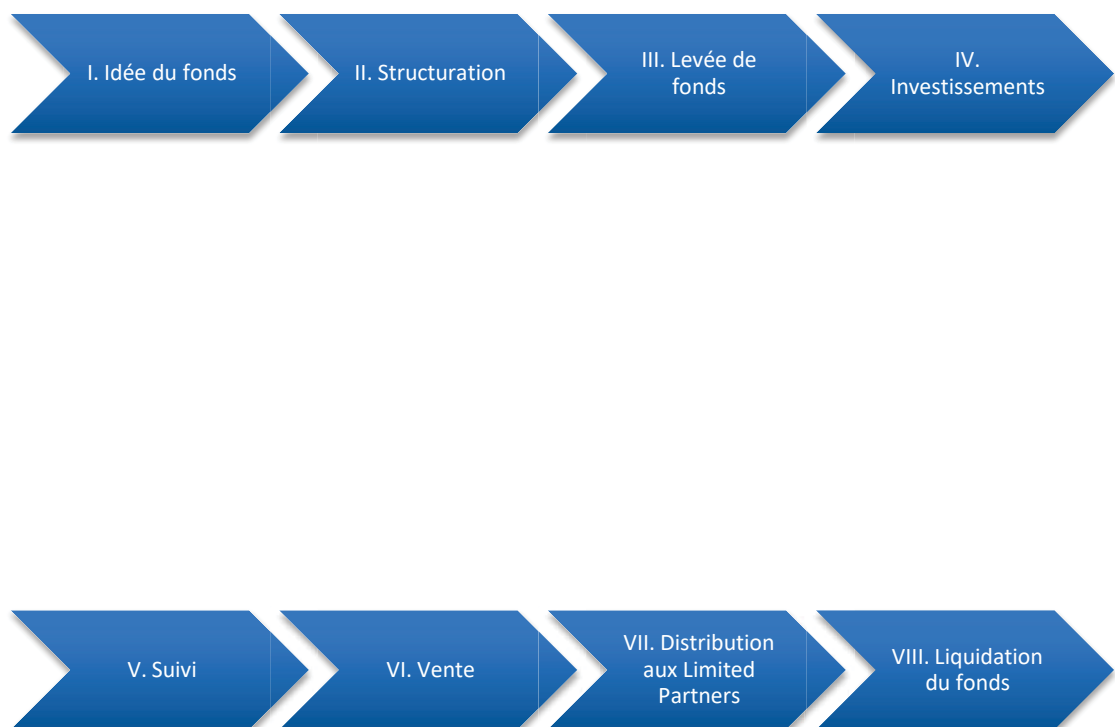 I. Idée du fonds
II. Structuration
III. Levée de
fonds
IV.
Investissements
V. Suivi
VI. Vente
VII. Distribution
aux Limited
Partners
VIII. Liquidation
du fonds